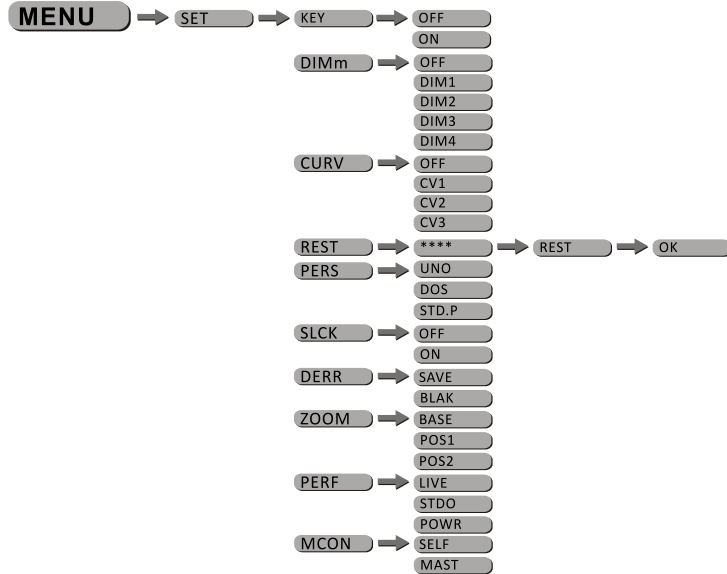 MENU SET KEY OFF
ON
DIMm OFF
DIM1
DIM2
DIM3
DIM4
CURV OFF
CV1
CV2
CV3
REST **** REST OK
PERS UNO
DOS
STD.P
SLCK OFF
ON
DERR SAVE
BLAK
ZOOM BASE
POS1
POS2
PERF LIVE
STDO
POWR
MCON SELF
MAST